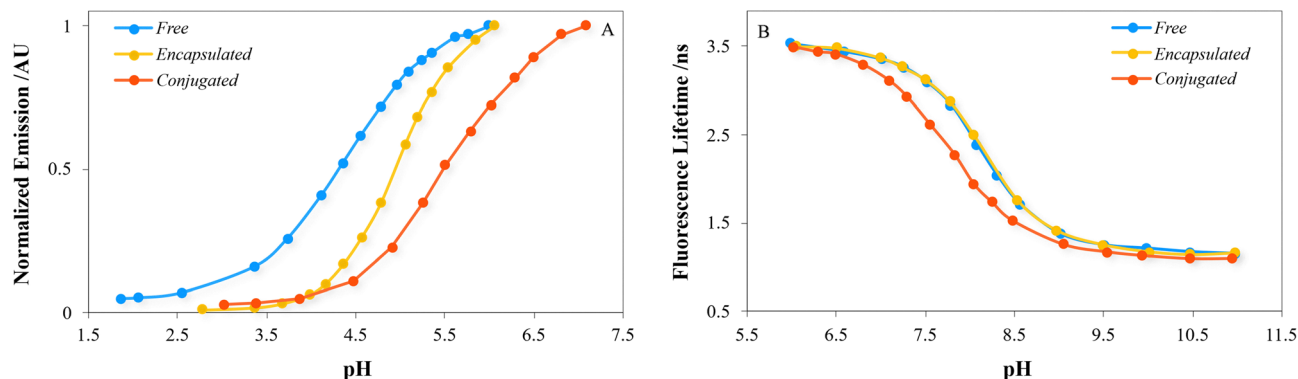 A
Free
Encapsulated
Conjugated
Normalized Emission /AU
1
0.5
0
1.5 2.5 3.5 4.5 5.5 6.5 7.5
pH
B
Free
Encapsulated
Conjugated
Fluorescence Lifetime /ns
3.5
2.5
1.5
0.5
5.5 6.5 7.5 8.5 9.5 10.5 11.5
pH